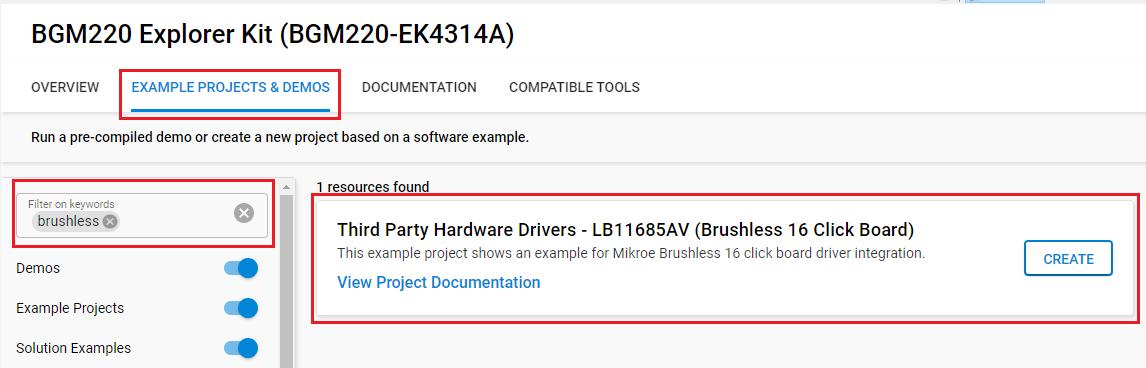 BGM220 Explorer Kit (BGM220-EK4314A)
OVERVIEW EXAMPLE PROJECTS & DEMOS DOCUMENTATION COMPATIBLE TOOLS
Run a pre-compiled demo or create a new project based on a software example.
Filter on keywords
brushless
Demos
Example Projects
Solution Examples
1 resources found
Third Party Hardware Drivers - LB11685AV (Brushless 16 Click Board)
This example project shows an example for Mikroe Brushless 16 click board driver integration.
View Project Documentation
CREATE